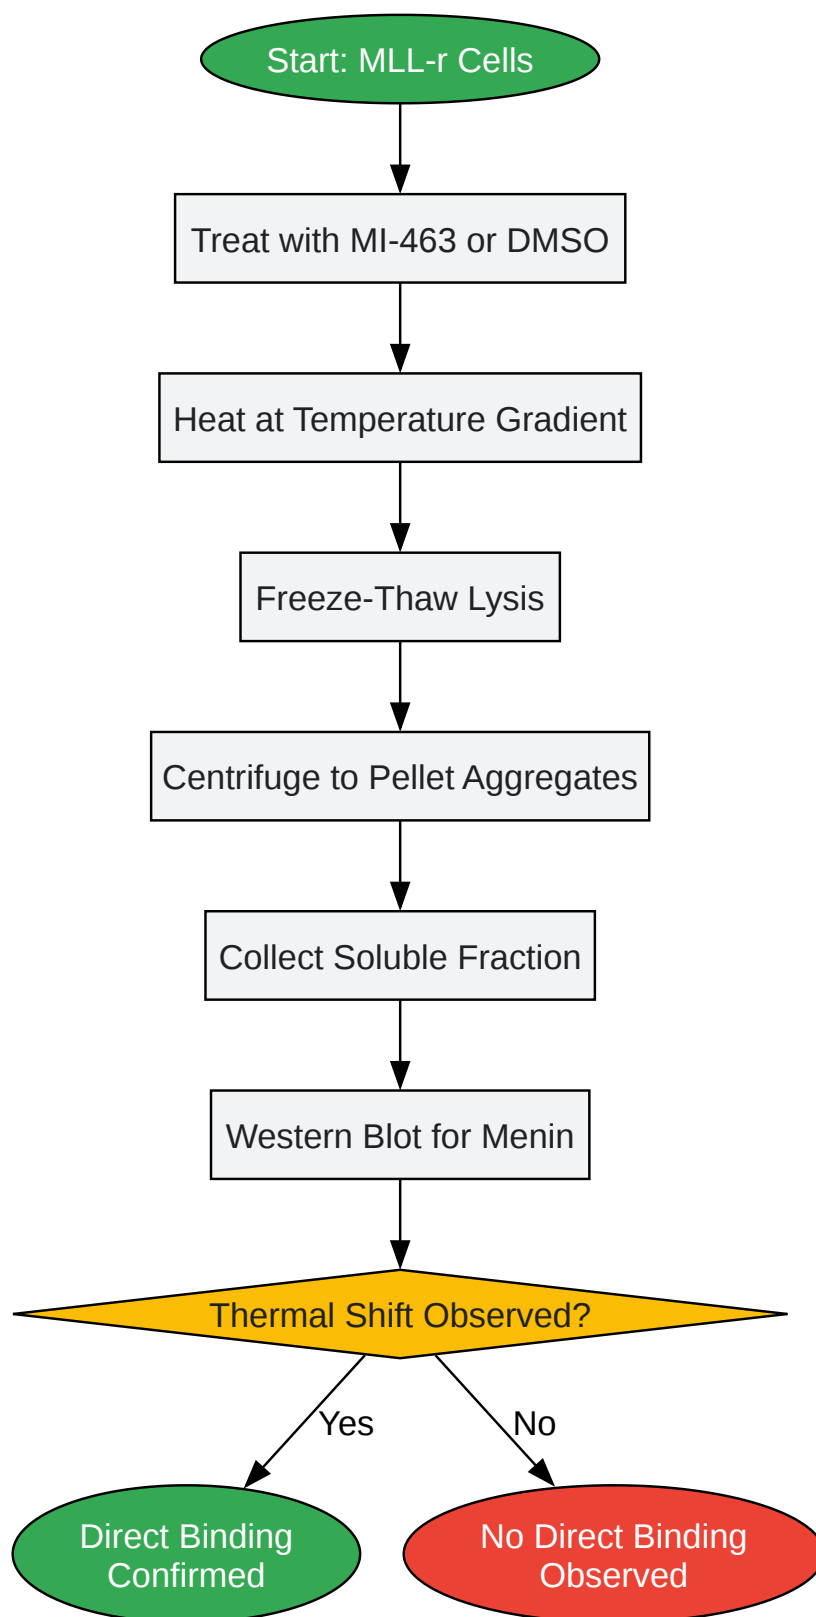 Start: MLL-r Cells
Treat with MI-463 or DMSO
Heat at Temperature Gradient
Freeze-Thaw Lysis
Centrifuge to Pellet Aggregates
Collect Soluble Fraction
Western Blot for Menin
Thermal Shift Observed?
Yes
No
Direct Binding
Confirmed
No Direct Binding
Observed